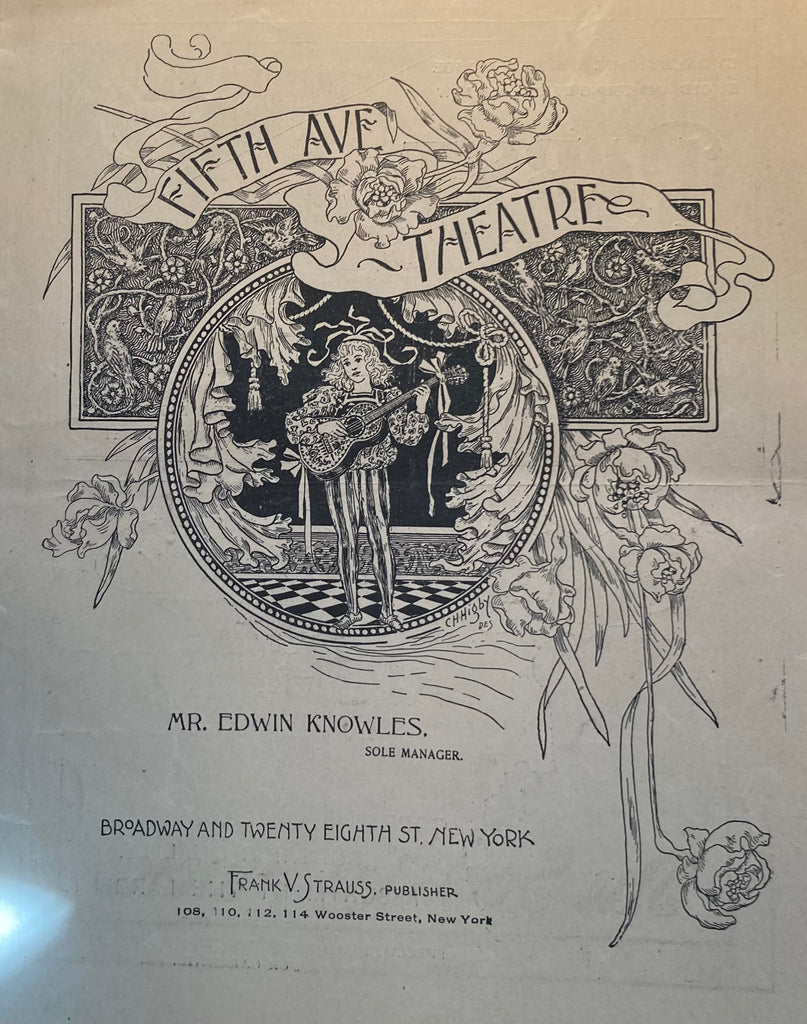 FIFTH AVE
THEATRE
CHHigby
DES
MR. EDWIN KNOWLES,
SOLE MANAGER.
BROADWAY AND TWENTY EIGHTH ST. NEW YORK
FRANK V. STRAUSS, PUBLISHER
108, 110, 112, 114 Wooster Street, New York